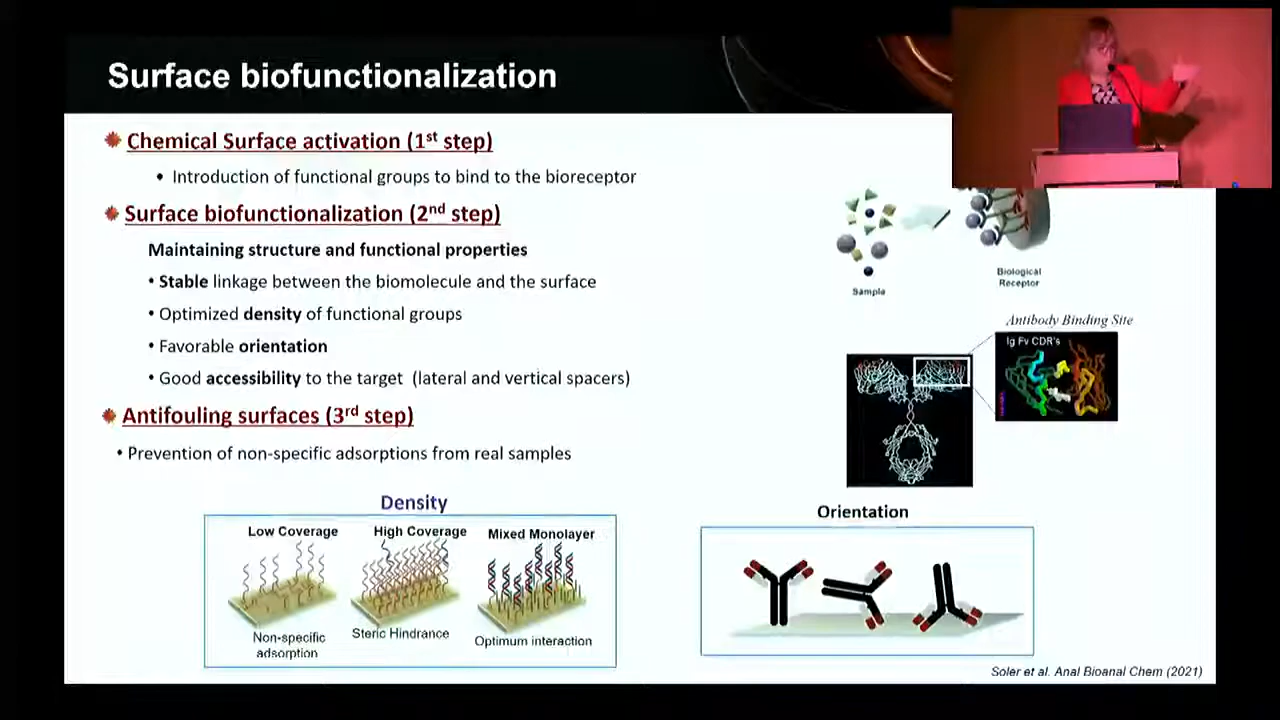 Surface biofunctionalization
Chemical Surface activation (1st step)
• Introduction of functional groups to bind to the bioreceptor
Surface biofunctionalization (2nd step)
Maintaining structure and functional properties
• Stable linkage between the biomolecule and the surface
• Optimized density of functional groups
• Favorable orientation
• Good accessibility to the target (lateral and vertical spacers)
Antifouling surfaces (3rd step)
• Prevention of non-specific adsorptions from real samples
Sample
Biological
Receptor
Antibody Binding Site
Ig Fv CDR's
Density
Low Coverage
High Coverage
Mixed Monolayer
Non-specific
adsorption
Steric Hindrance
Optimum interaction
Orientation
Soler et al. Anal Bioanal Chem (2021)